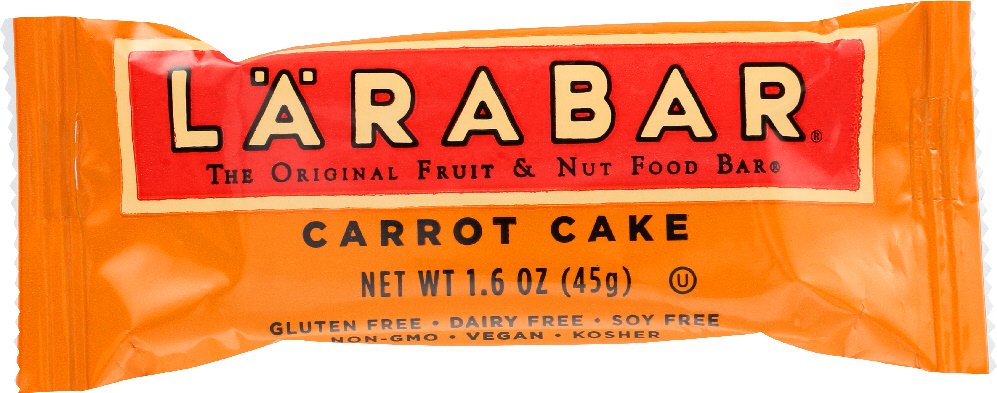 LÄRABAR®
THE ORIGINAL FRUIT & NUT FOOD BAR®
CARROT CAKE
NET WT 1.6 OZ (45g) U
GLUTEN FREE • DAIRY FREE • SOY FREE
NON-GMO • VEGAN • KOSHER